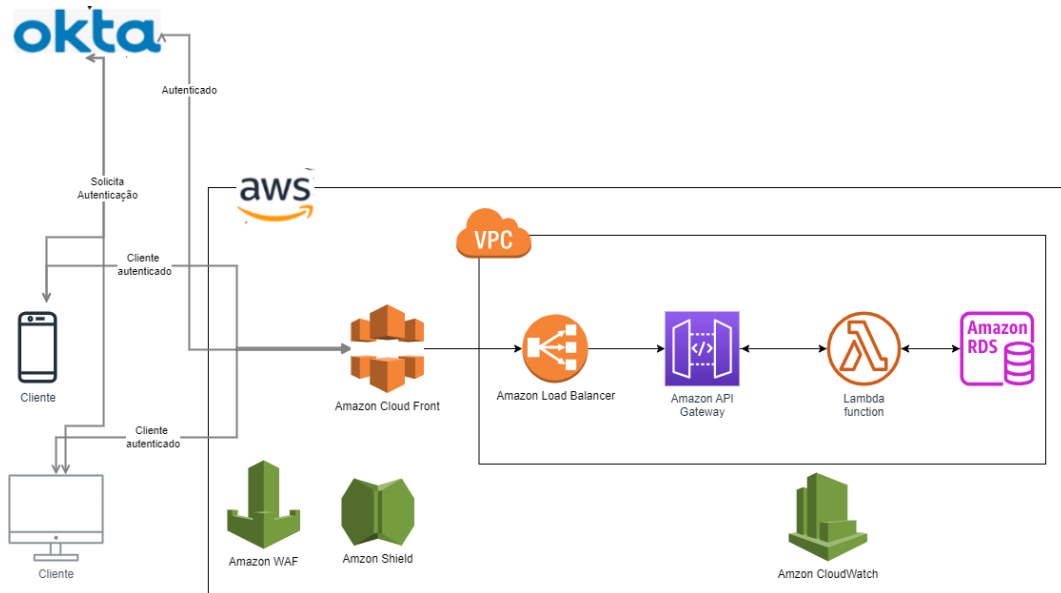 okta
Autenticado
Solicita
Autenticação
aws
VPC
Cliente
autenticado
Amazon
RDS
Cliente
Amazon Cloud Front
Amazon Load Balancer
Amazon API
Gateway
Lambda
function
Cliente
autenticado
Amazon WAF
Amzon Shield
Amzon CloudWatch
Cliente